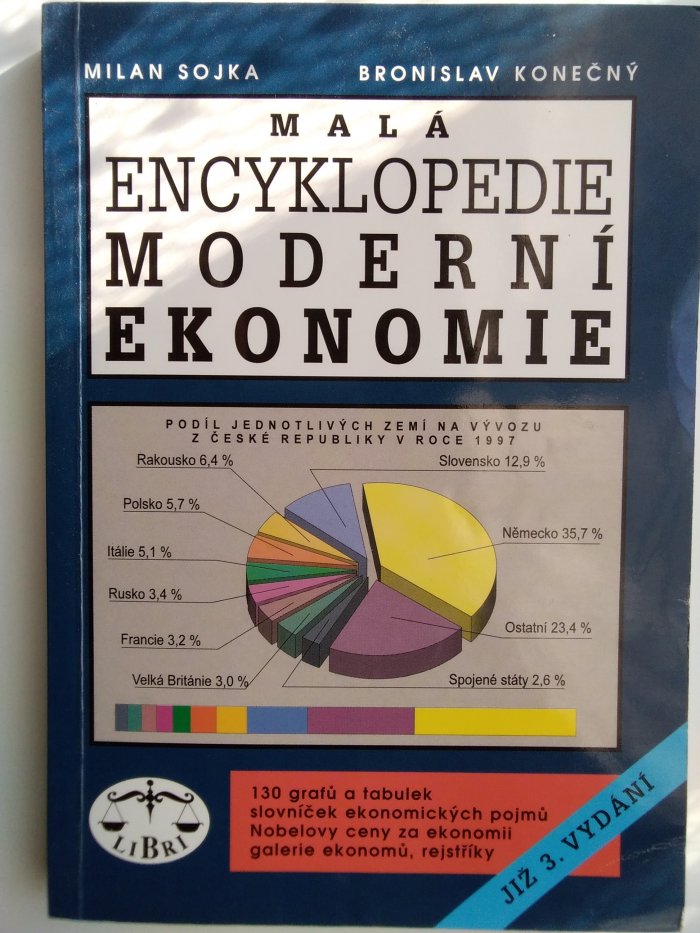 MILAN SOJKA
BRONISLAV KONEČNÝ
MALÁ
ENCYKLOPEDIE
MODERNÍ
EKONOMIE
PODÍL JEDNOTLIVÝCH ZEMÍ NA VÝVOZU
Z ČESKÉ REPUBLIKY V ROCE 1997
Rakousko 6,4 %
Slovensko 12,9 %
Polsko 5,7 %
Německo 35,7 %
Itálie 5,1 %
Rusko 3,4 %
Ostatní 23,4 %
Francie 3,2 %
Velká Británie 3,0 %
Spojené státy 2,6 %
LIBRI
130 grafů a tabulek
slovníček ekonomických pojmů
Nobelovy ceny za ekonomii
galerie ekonomů, rejstříky
JIŽ 3. VYDÁNÍ